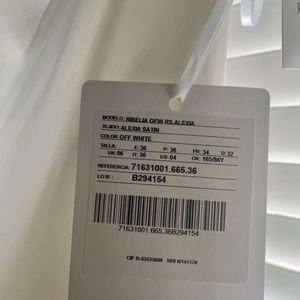 MODELO: RIBELIA OFW RS.ALEXIA
TEJIDO: ALEXIA SATIN
COLOR: OFF WHITE
TALLA: E: 36 P: 36 FR: 34 D: 32
UK: 06 IT: 36 US: 04 CN: 165/86Y
REFERENCIA: 71631001.665.36
LOTE: B294154
71631001.665.36B294154